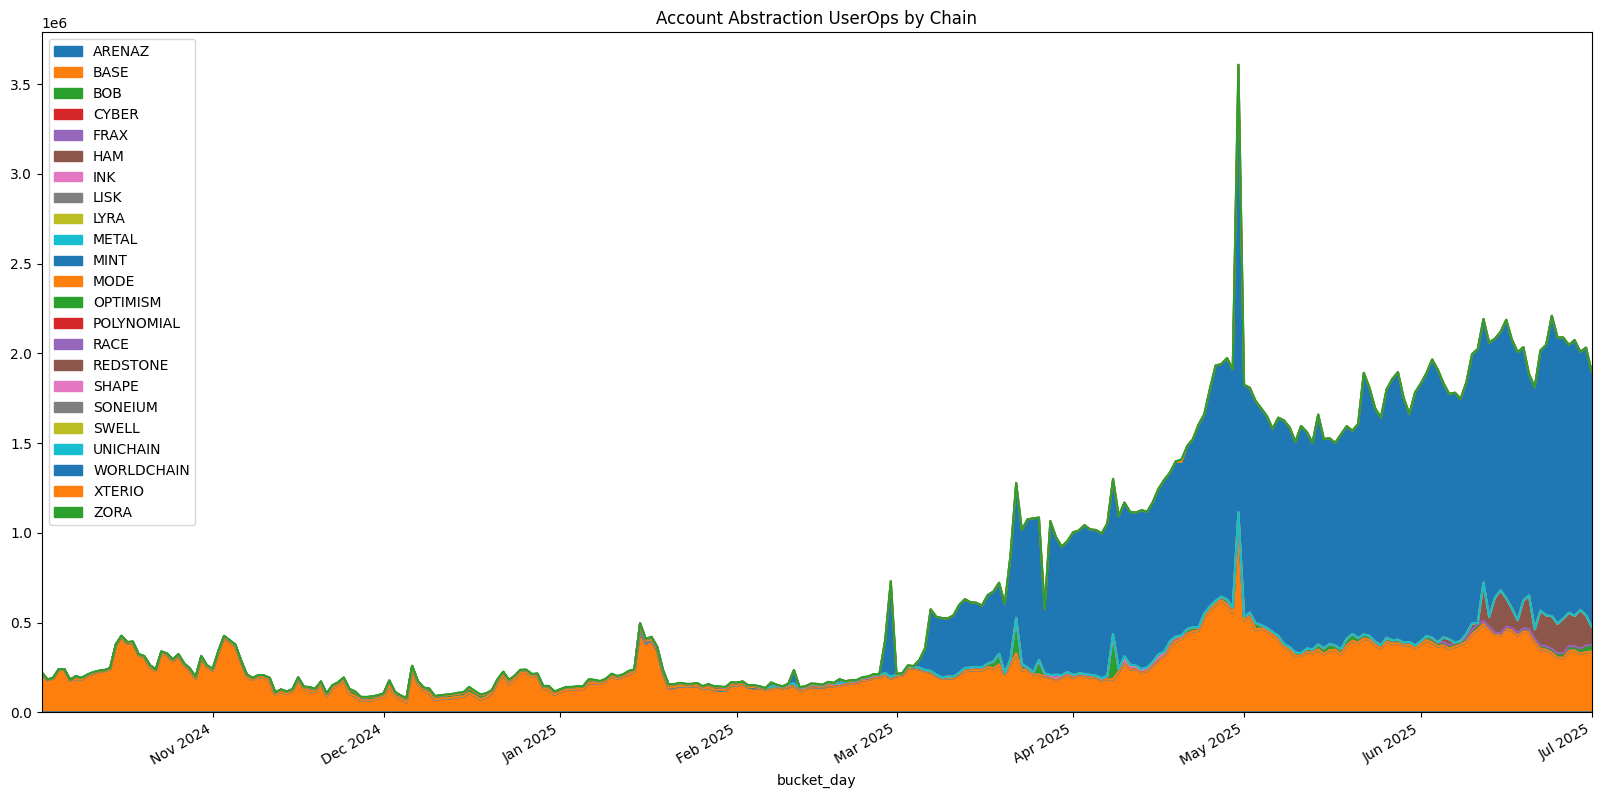 Account Abstraction UserOps by Chain
1e6
ARENAZ
BASE
BOB
CYBER
FRAX
HAM
INK
LISK
LYRA
METAL
MINT
MODE
OPTIMISM
POLYNOMIAL
RACE
REDSTONE
SHAPE
SONEIUM
SWELL
UNICHAIN
WORLDCHAIN
XTERIO
ZORA
3.5
3.0
2.5
2.0
1.5
1.0
0.5
0.0
Nov 2024
Dec 2024
Jan 2025
Feb 2025
Mar 2025
Apr 2025
May 2025
Jun 2025
Jul 2025
bucket_day